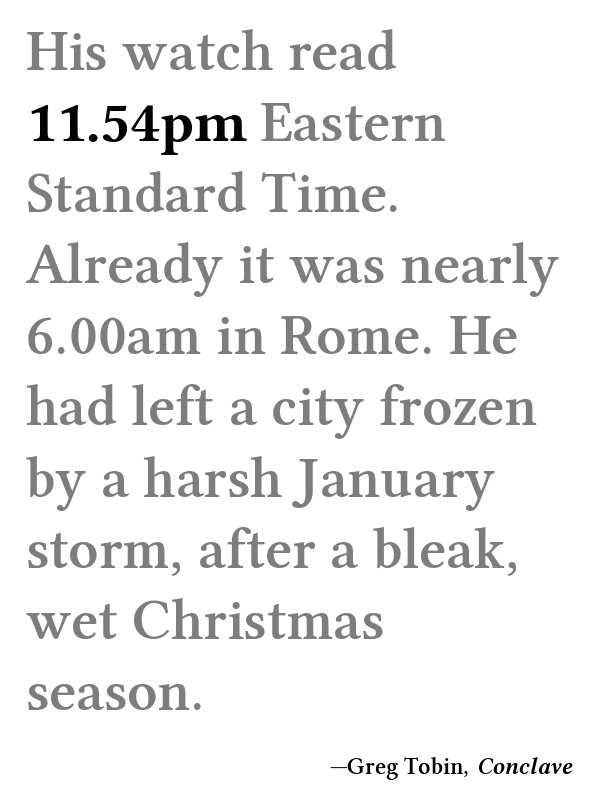 His watch read
11.54pm Eastern
Standard Time.
Already it was nearly
6.00am in Rome. He
had left a city frozen
by a harsh January
storm, after a bleak,
wet Christmas
season.
—Greg Tobin, Conclave